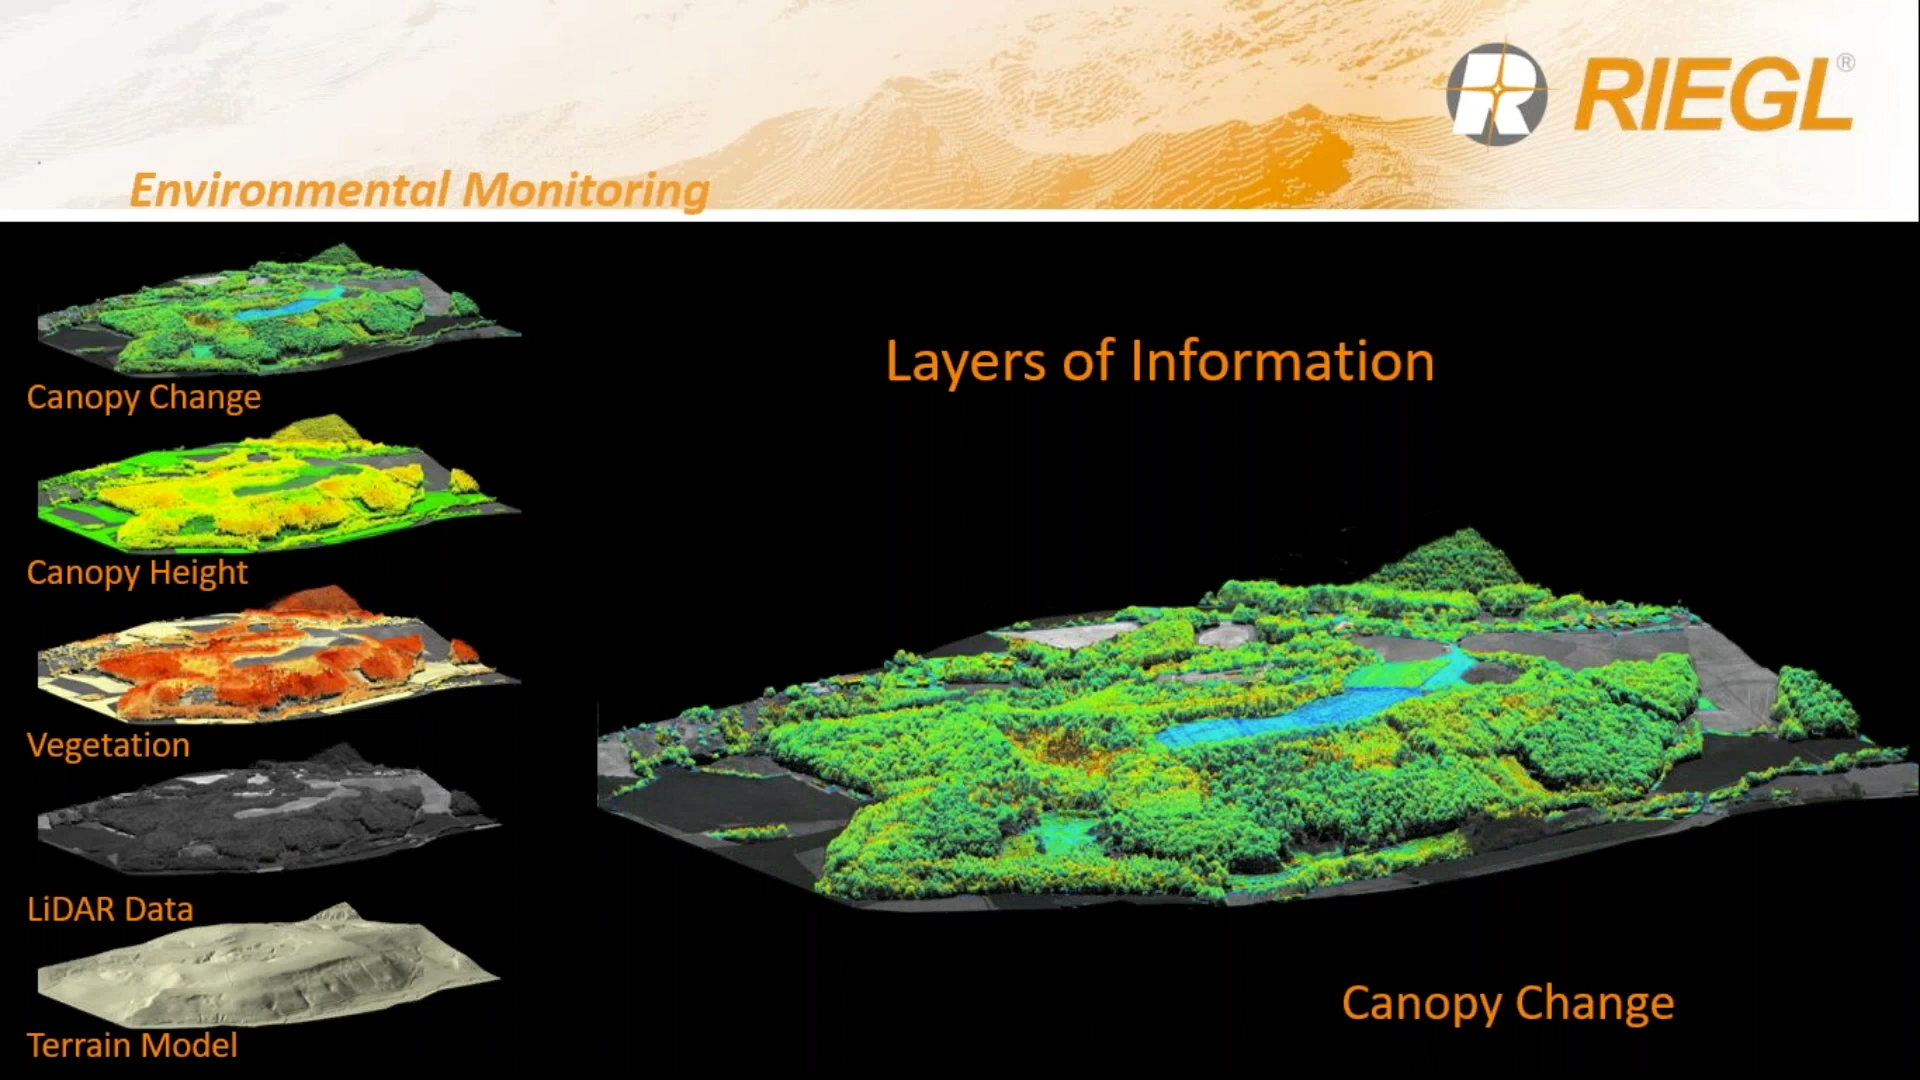 R RIEGL®
Environmental Monitoring
Canopy Change
Canopy Height
Vegetation
LiDAR Data
Terrain Model
Layers of Information
Canopy Change